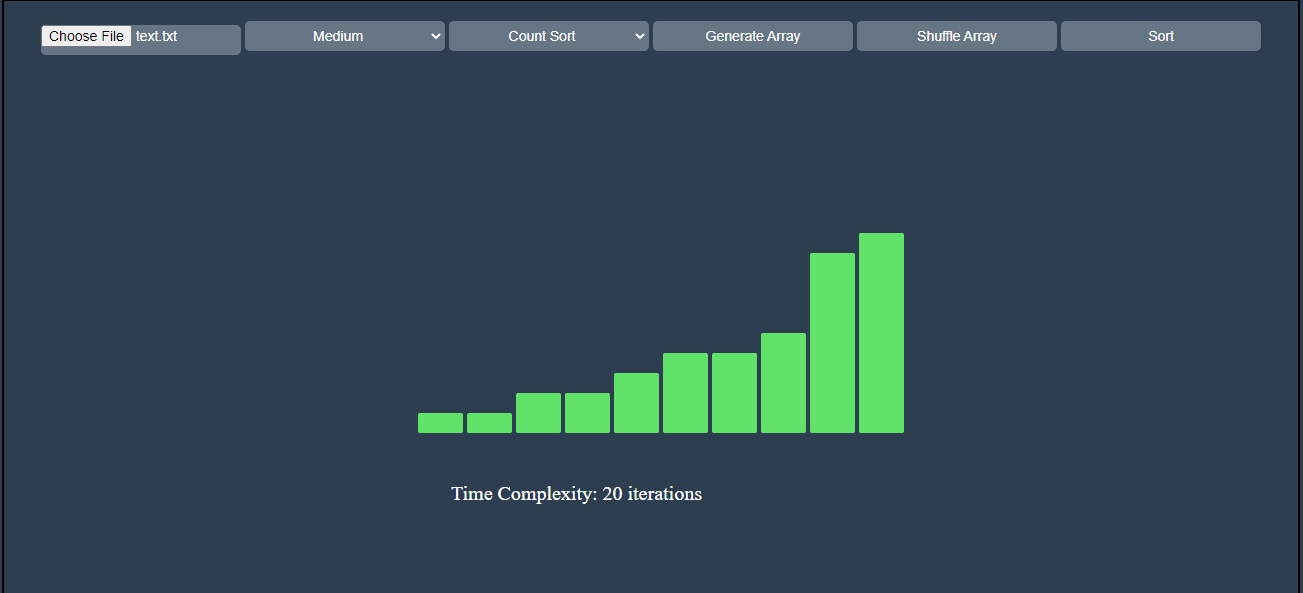 Choose File text.txt Medium Count Sort Generate Array Shuffle Array Sort
Time Complexity: 20 iterations